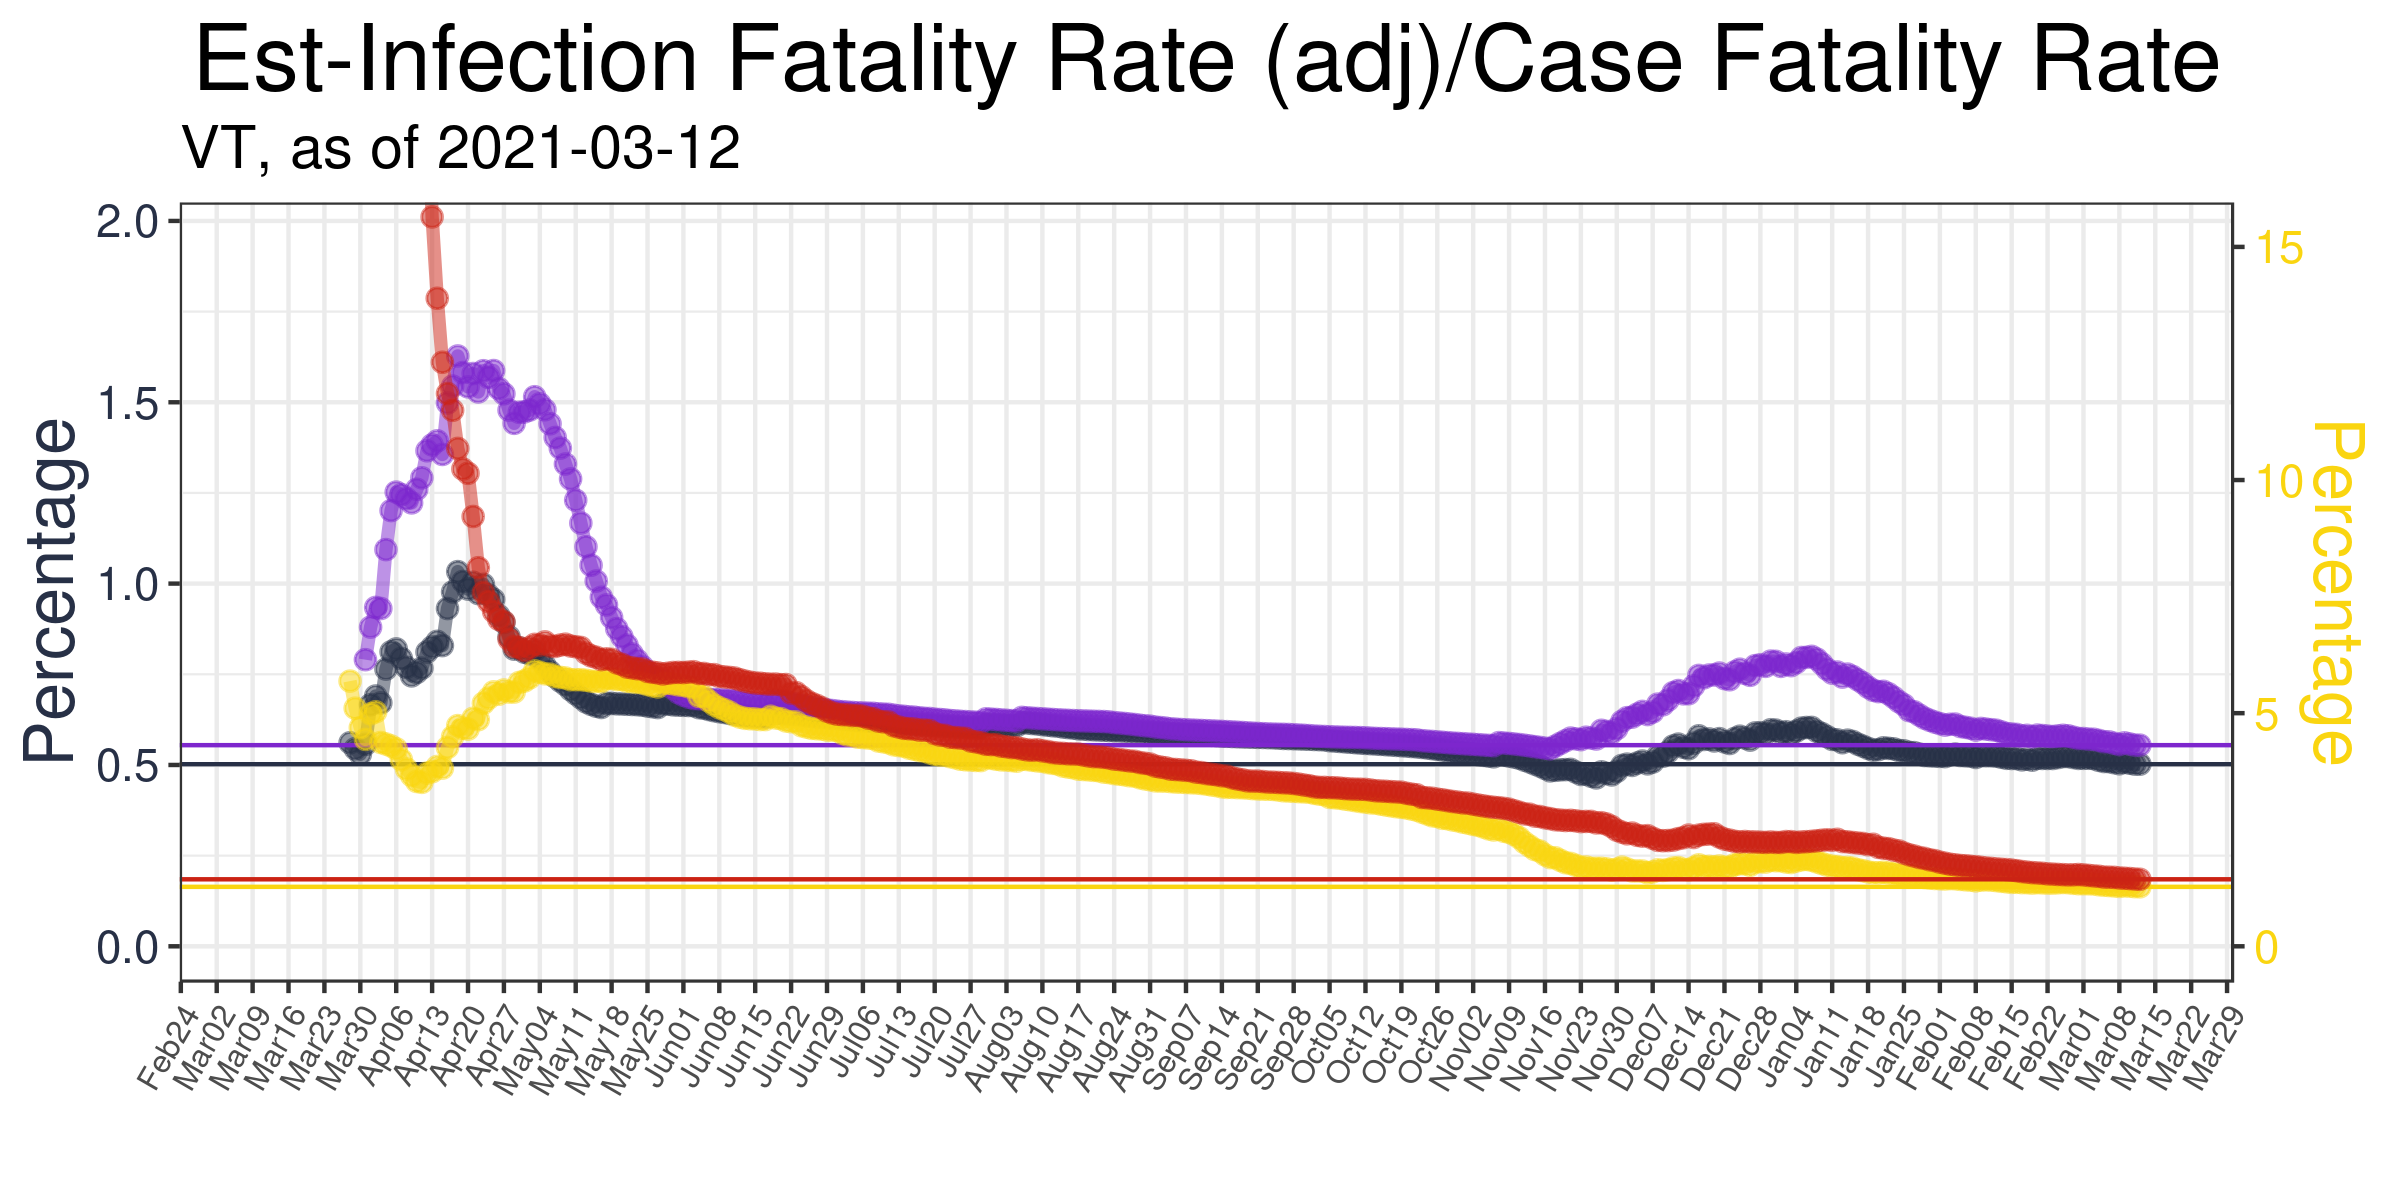 Est-Infection Fatality Rate (adj)/Case Fatality Rate
VT, as of 2021-03-12
Percentage
2.0
1.5
1.0
0.5
0.0
15
10
5
0
Percentage
Feb24
Mar02
Mar09
Mar16
Mar23
Mar30
Apr06
Apr13
Apr20
Apr27
May04
May11
May18
May25
Jun01
Jun08
Jun15
Jun22
Jun29
Jul06
Jul13
Jul20
Jul27
Aug03
Aug10
Aug17
Aug24
Aug31
Sep07
Sep14
Sep21
Sep28
Oct05
Oct12
Oct19
Oct26
Nov02
Nov09
Nov16
Nov23
Nov30
Dec07
Dec14
Dec21
Dec28
Jan04
Jan11
Jan18
Jan25
Feb01
Feb08
Feb15
Feb22
Mar01
Mar08
Mar15
Mar22
Mar29